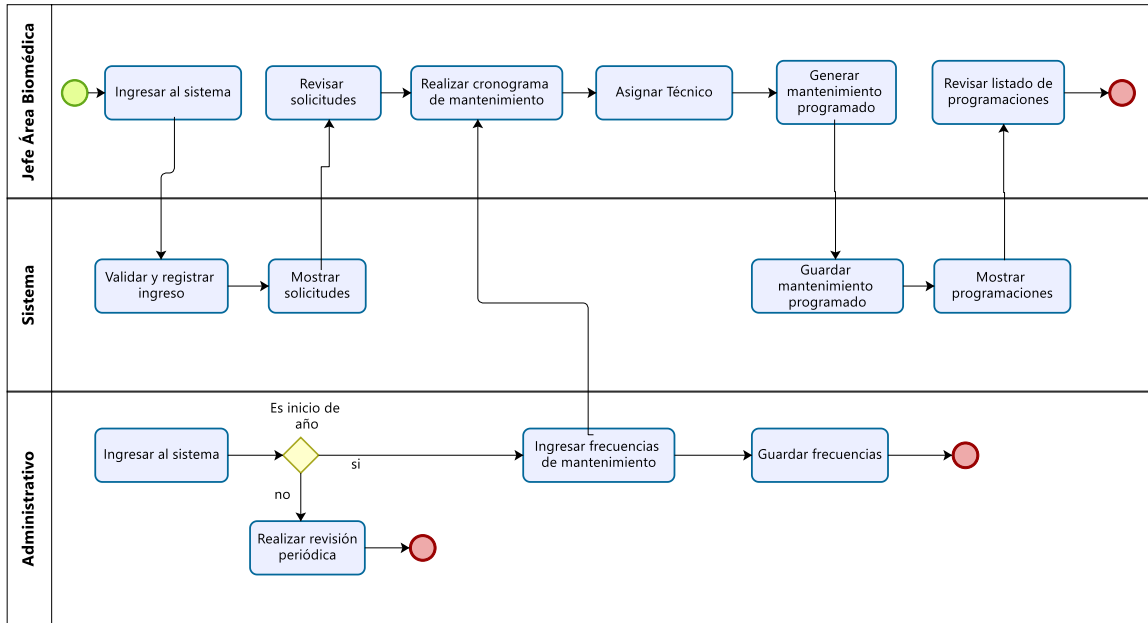 Jefe Área Biomédica
Ingresar al sistema
Revisar
solicitudes
Realizar cronograma
de mantenimiento
Asignar Técnico
Generar
mantenimiento
programado
Revisar listado de
programaciones
Sistema
Validar y registrar
ingreso
Mostrar
solicitudes
Guardar
mantenimiento
programado
Mostrar
programaciones
Administrativo
Ingresar al sistema
Es inicio de
año
si
no
Ingresar frecuencias
de mantenimiento
Guardar frecuencias
Realizar revisión
periódica